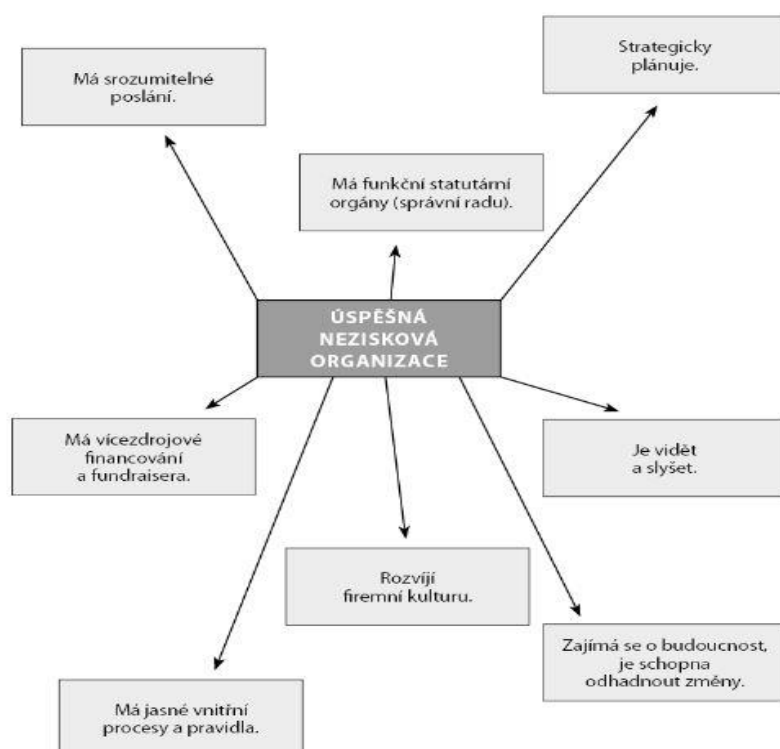 Strategicky
plánuje.
Má srozumitelné
poslání.
Má funkční statutární
orgány (správní radu).
ÚSPĚŠNÁ
NEZISKOVÁ
ORGANIZACE
Má vícezdrojové
financování
a fundraisera.
Je vidět
a slyšet.
Rozvíjí
firemní kulturu.
Zajímá se o budoucnost,
je schopna
odhadnout změny.
Má jasné vnitřní
procesy a pravidla.